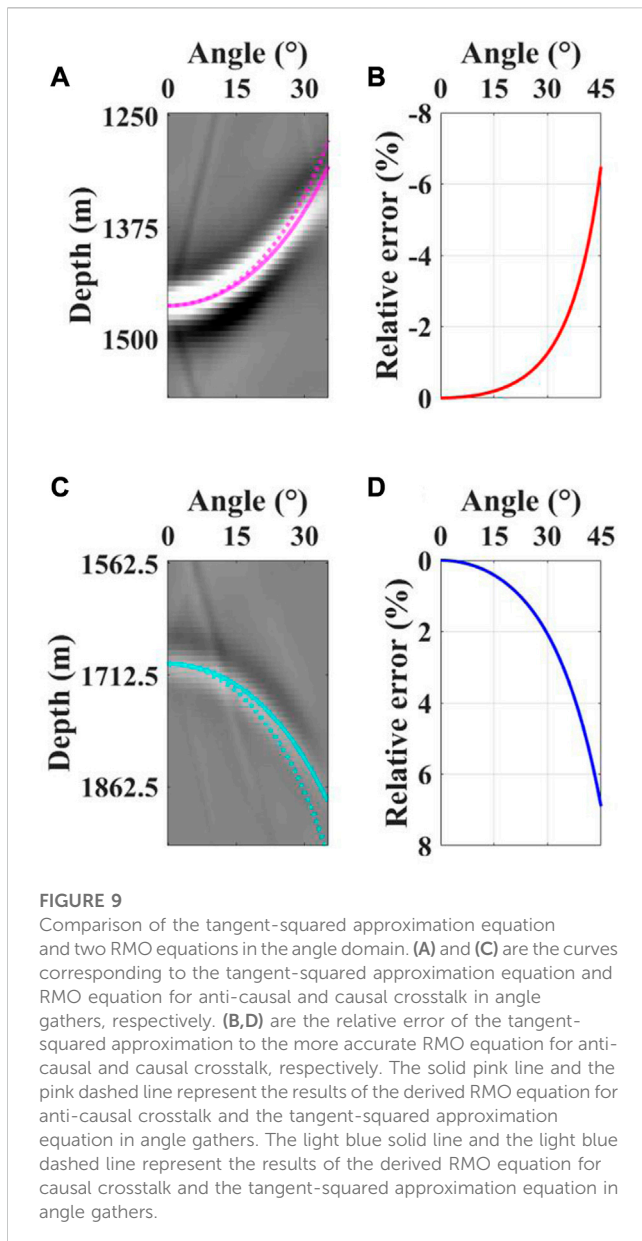 A
Angle (°)
0 15 30
1250
1375
1500
Depth (m)
B
Angle (°)
0 15 30 45
-8
-6
-4
-2
0
Relative error (%)
C
Angle (°)
0 15 30
1562.5
1712.5
1862.5
Depth (m)
D
Angle (°)
0 15 30 45
0
2
4
6
8
Relative error (%)
FIGURE 9
Comparison of the tangent-squared approximation equation
and two RMO equations in the angle domain. (A) and (C) are the curves
corresponding to the tangent-squared approximation equation and
RMO equation for anti-causal and causal crosstalk in angle
gathers, respectively. (B,D) are the relative error of the tangent-
squared approximation to the more accurate RMO equation for anti-
causal and causal crosstalk, respectively. The solid pink line and the
pink dashed line represent the results of the derived RMO equation for
anti-causal crosstalk and the tangent-squared approximation
equation in angle gathers. The light blue solid line and the light blue
dashed line represent the results of the derived RMO equation for
causal crosstalk and the tangent-squared approximation equation in
angle gathers.